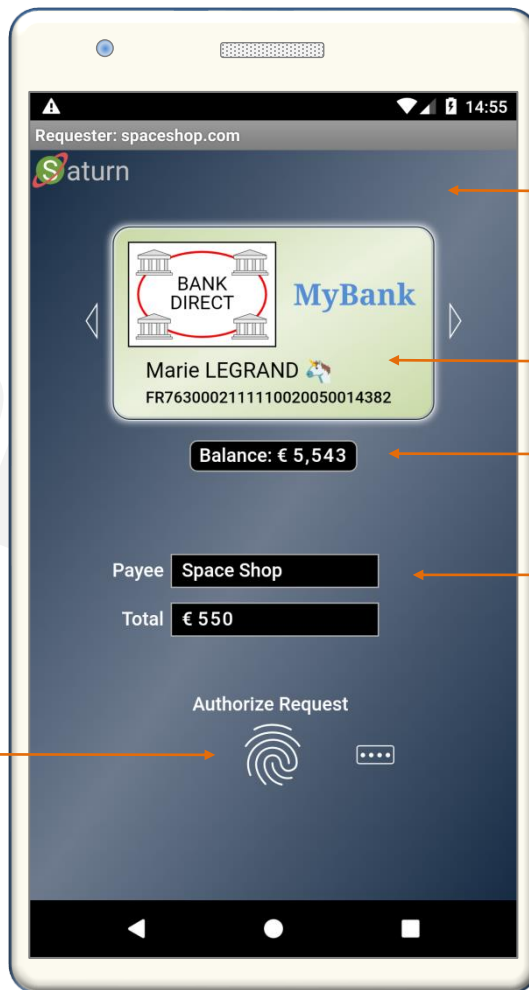 14:55
Requester: spaceshop.com
Saturn
BANK
DIRECT
MyBank
Marie LEGRAND 🦄
FR7630002111110020050014382
Balance: € 5,543
Payee Space Shop
Total € 550
Authorize Request